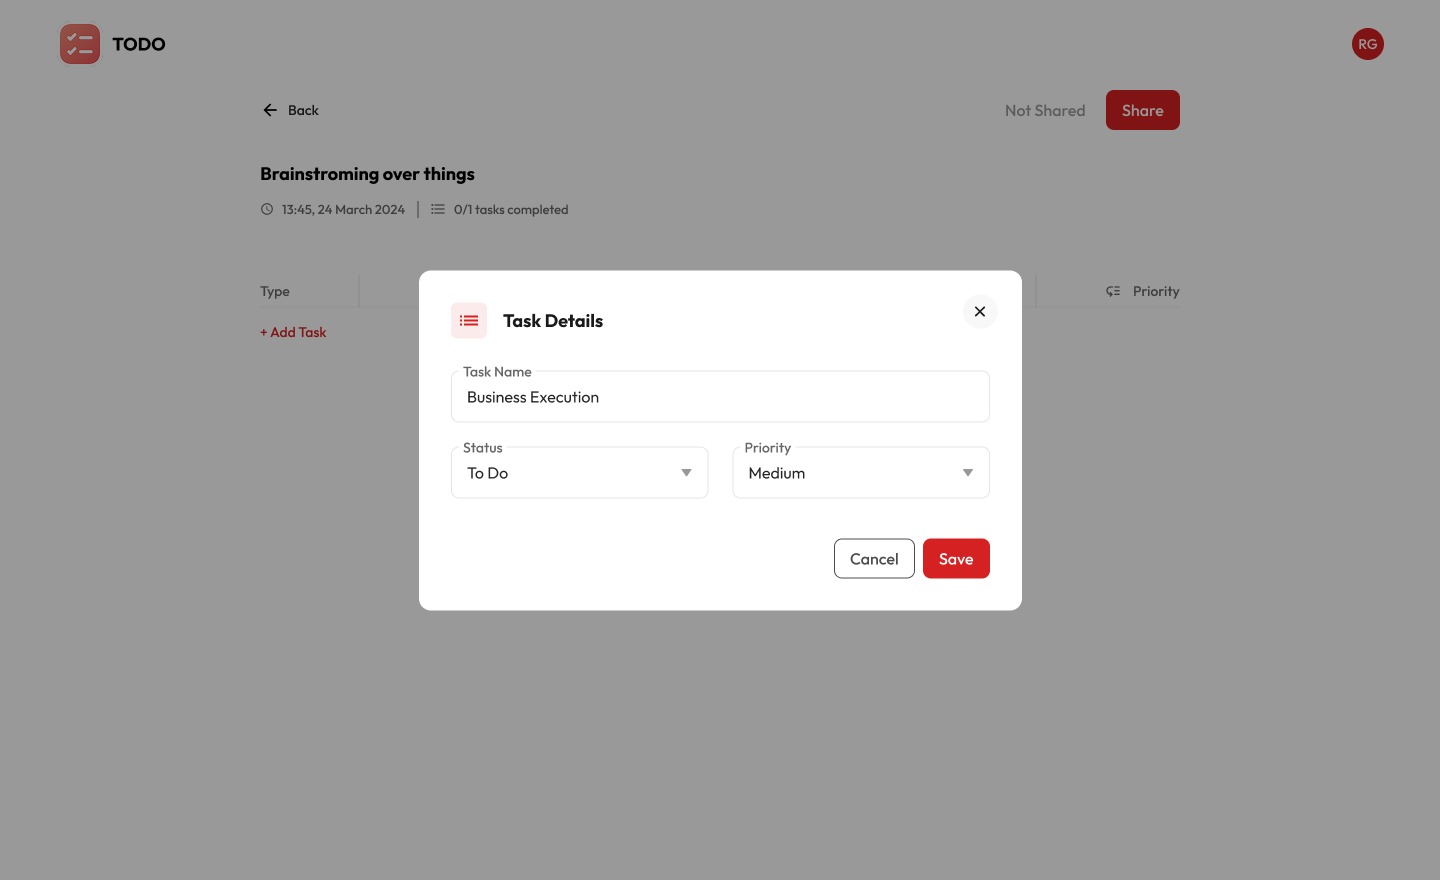 TODO
RG
Back
Not Shared
Share
Brainstroming over things
13:45, 24 March 2024
0/1 tasks completed
Type
Priority
+ Add Task
Task Details
Task Name
Business Execution
Status
To Do
Priority
Medium
Cancel
Save